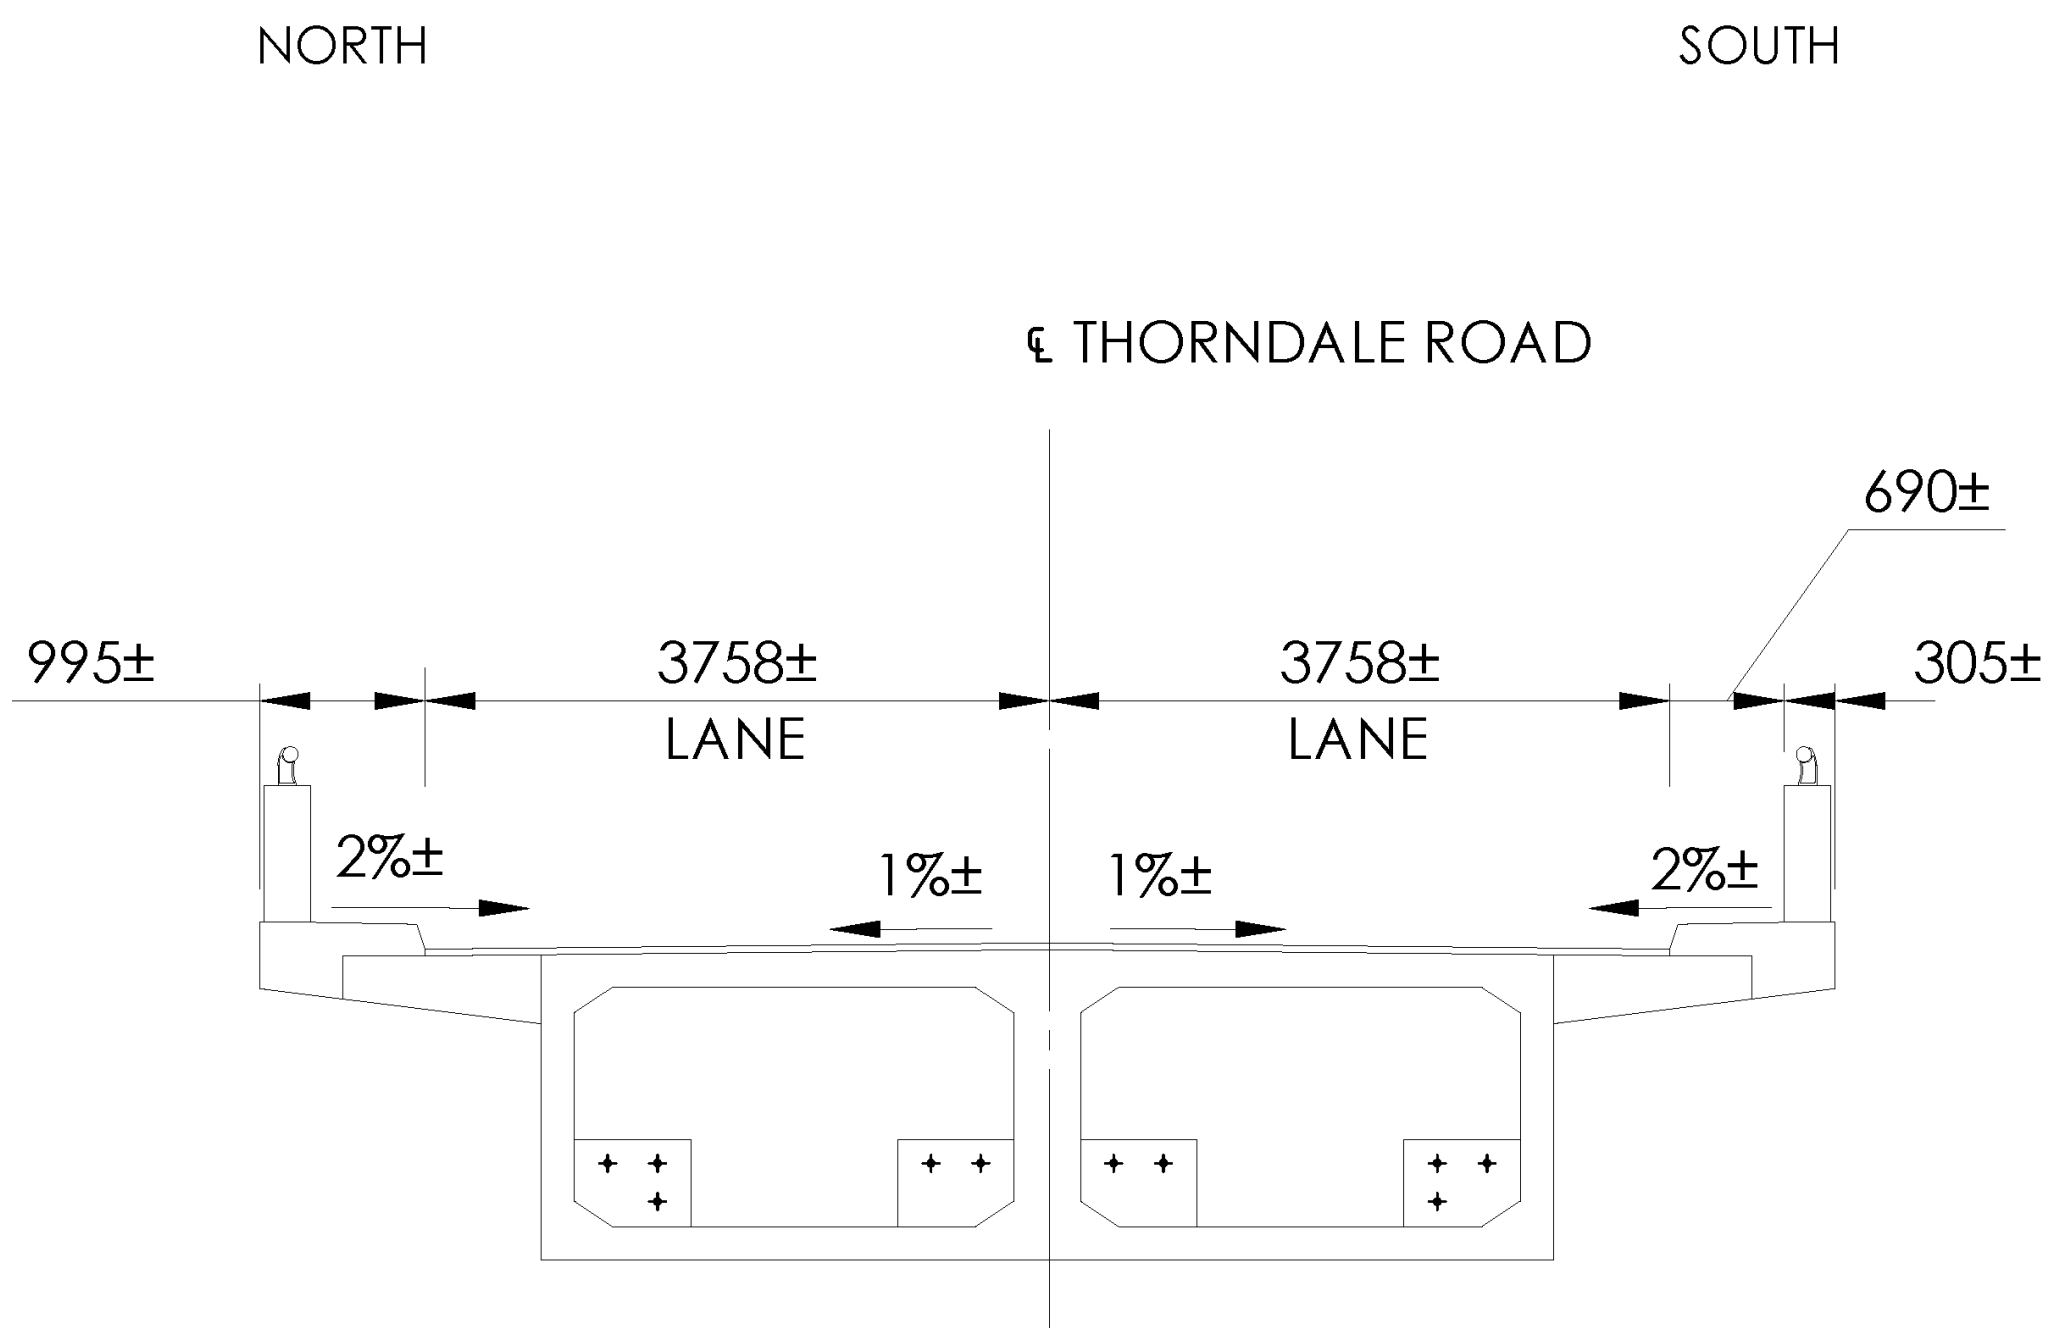 NORTH
SOUTH
℄ THORNDALE ROAD
690±
995±
3758±
3758±
305±
LANE
LANE
2%±
1%±
1%±
2%±